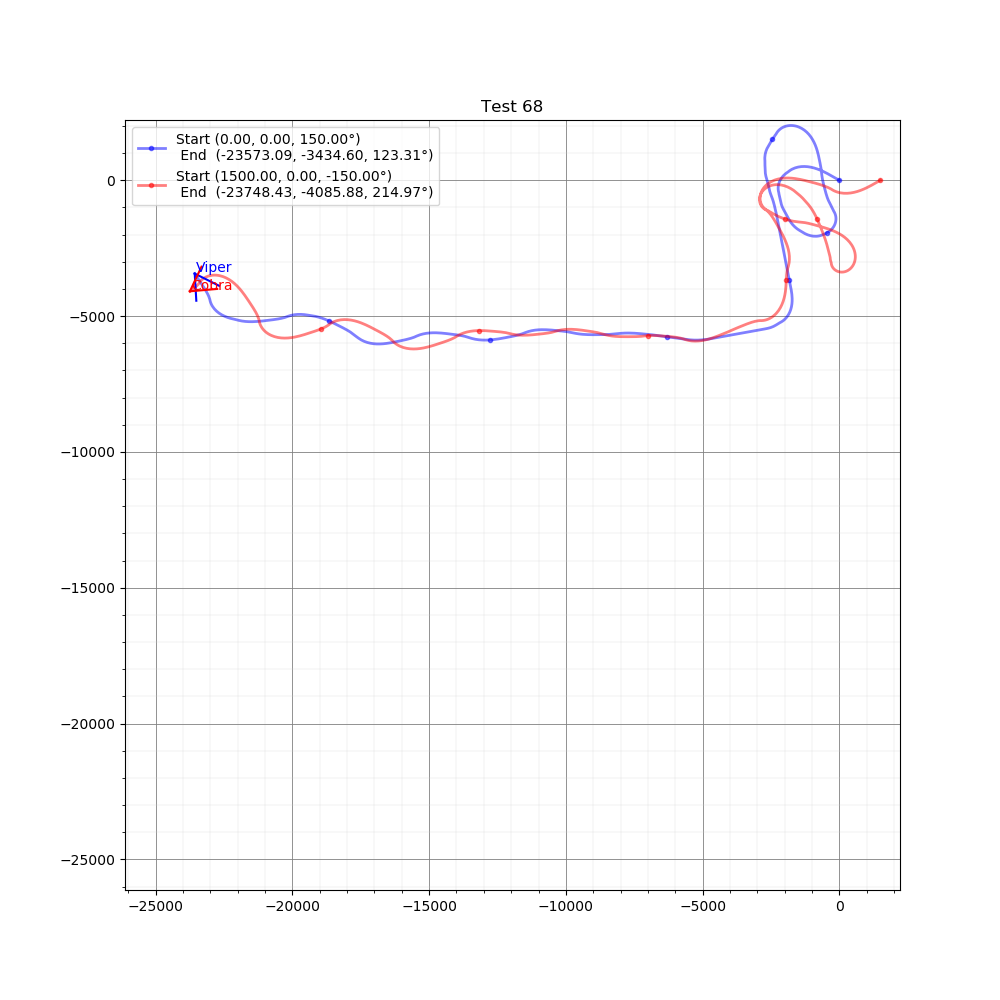 Test 68
Start (0.00, 0.00, 150.00°)
End  (-23573.09, -3434.60, 123.31°)
Start (1500.00, 0.00, -150.00°)
End  (-23748.43, -4085.88, 214.97°)
0
Viper
Cobra
−5000
−10000
−15000
−20000
−25000
−25000 −20000 −15000 −10000 −5000 0